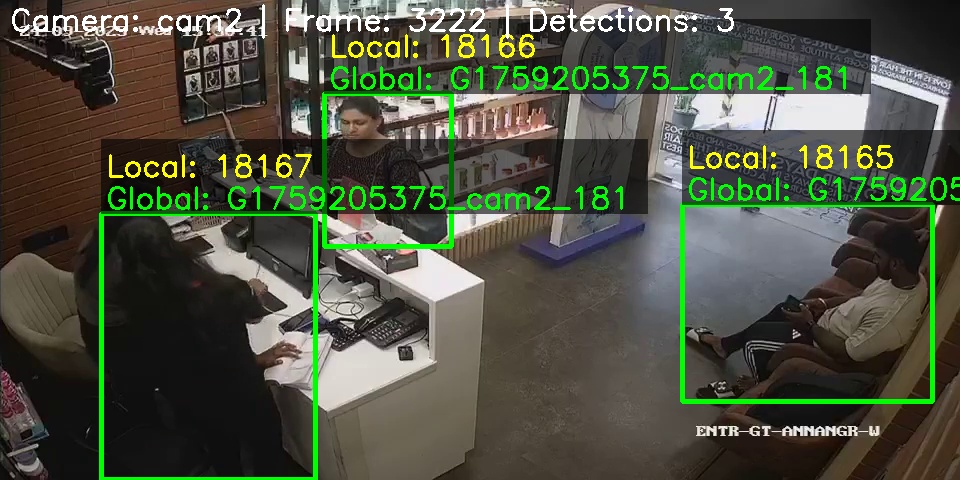 Camera: cam2 | Frame: 3222 | Detections: 3
Local: 18166
Global: G1759205375_cam2_181
Local: 18165
Global: G1759205
Local: 18167
Global: G1759205375_cam2_181
ENTR-GT-ANNANGR-W